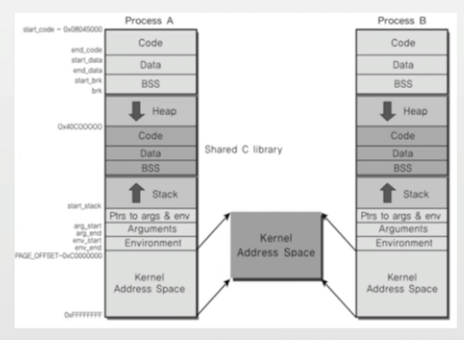 Process A
Process B
start_code - 0x08045000
Code
Code
end_code
start_data
Data
Data
end_data
start_brk
BSS
BSS
brk
Heap
Heap
0x40C00000
Code
Code
Data
Shared C library
Data
BSS
BSS
Stack
Stack
start_stack
Ptrs to args & env
Ptrs to args & env
arg_start
Arguments
Arguments
arg_end
env_start
Environment
Environment
env_end
PAGE_OFFSET-0xC0000000
Kernel
Address Space
Kernel
Address Space
Kernel
Address Space
0xFFFFFFFF